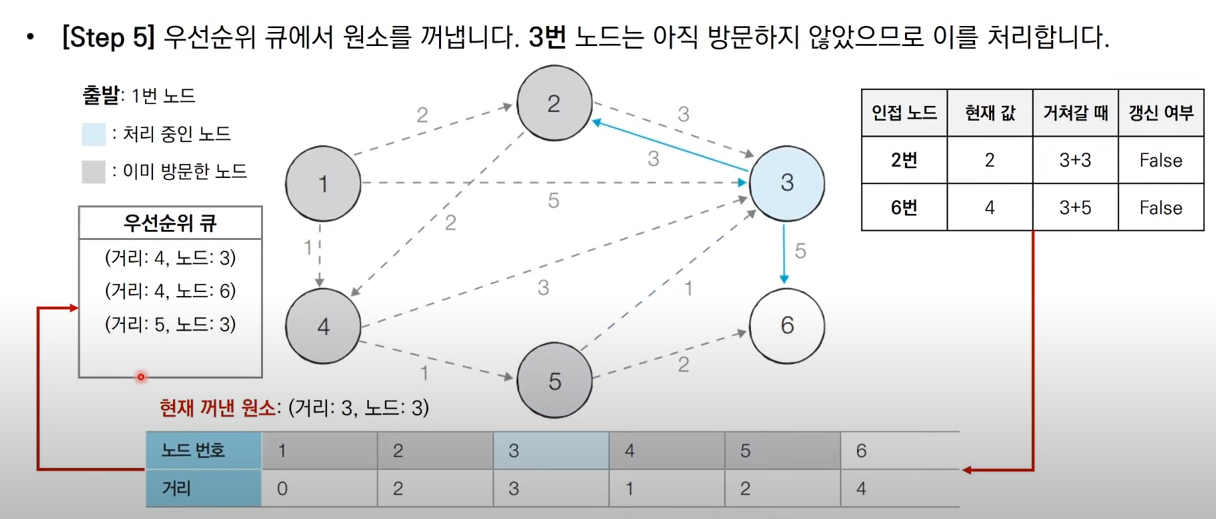 • [Step 5] 우선순위 큐에서 원소를 꺼냅니다. 3번 노드는 아직 방문하지 않았으므로 이를 처리합니다.
출발: 1번 노드
: 처리 중인 노드
: 이미 방문한 노드
우선순위 큐
(거리: 4, 노드: 3)
(거리: 4, 노드: 6)
(거리: 5, 노드: 3)
2
2
3
3
1
5
3
1
2
5
4
3
1
6
5
1
2
인접 노드 현재 값 거쳐갈 때 갱신 여부
2번 2 3+3 False
6번 4 3+5 False
현재 꺼낸 원소: (거리: 3, 노드: 3)
노드 번호 1 2 3 4 5 6
거리 0 2 3 1 2 4